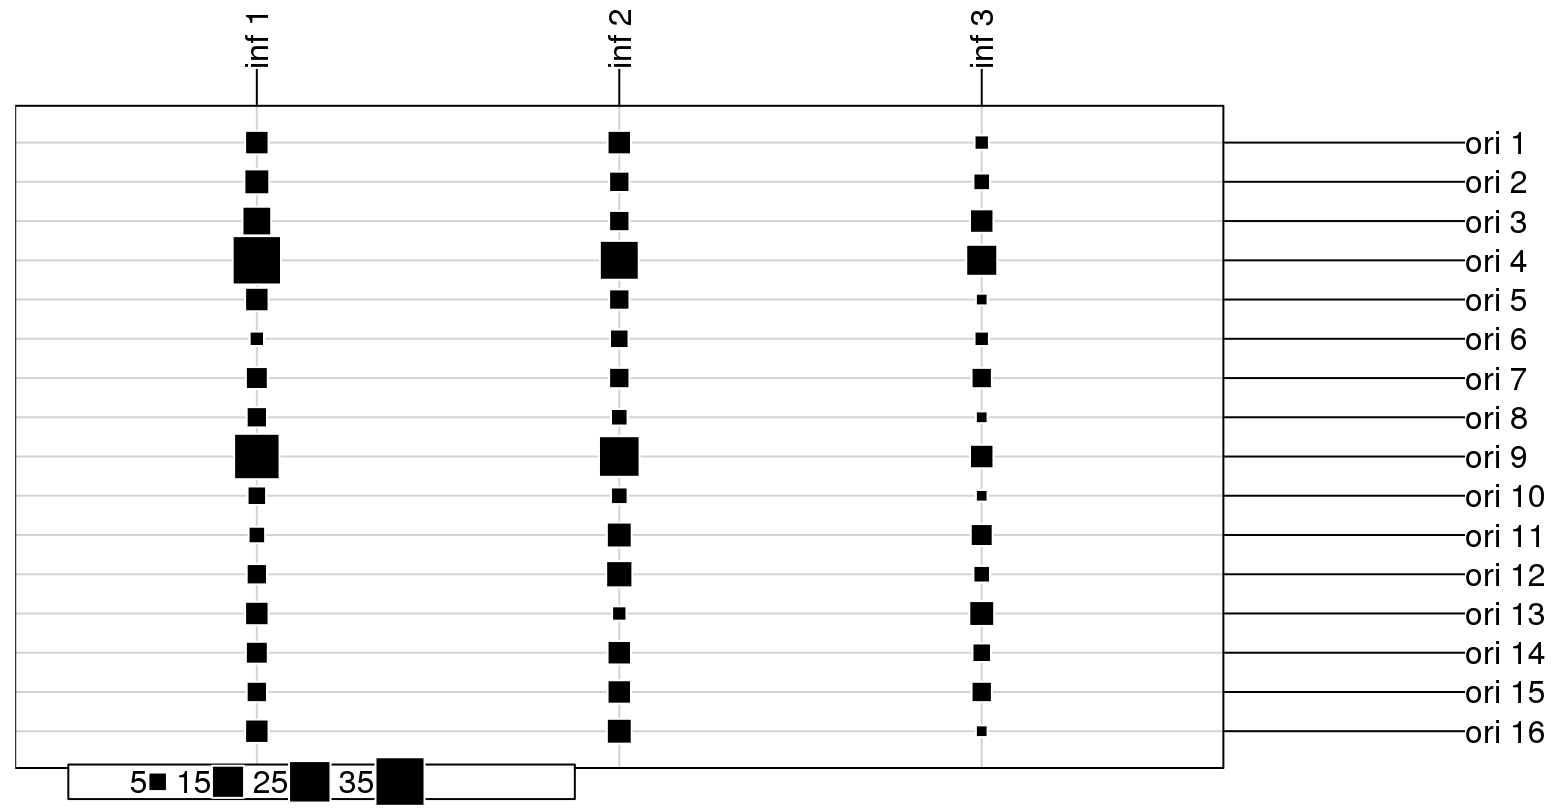 inf 1
inf 2
inf 3
ori 1
ori 2
ori 3
ori 4
ori 5
ori 6
ori 7
ori 8
ori 9
ori 10
ori 11
ori 12
ori 13
ori 14
ori 15
ori 16
5 15 25 35